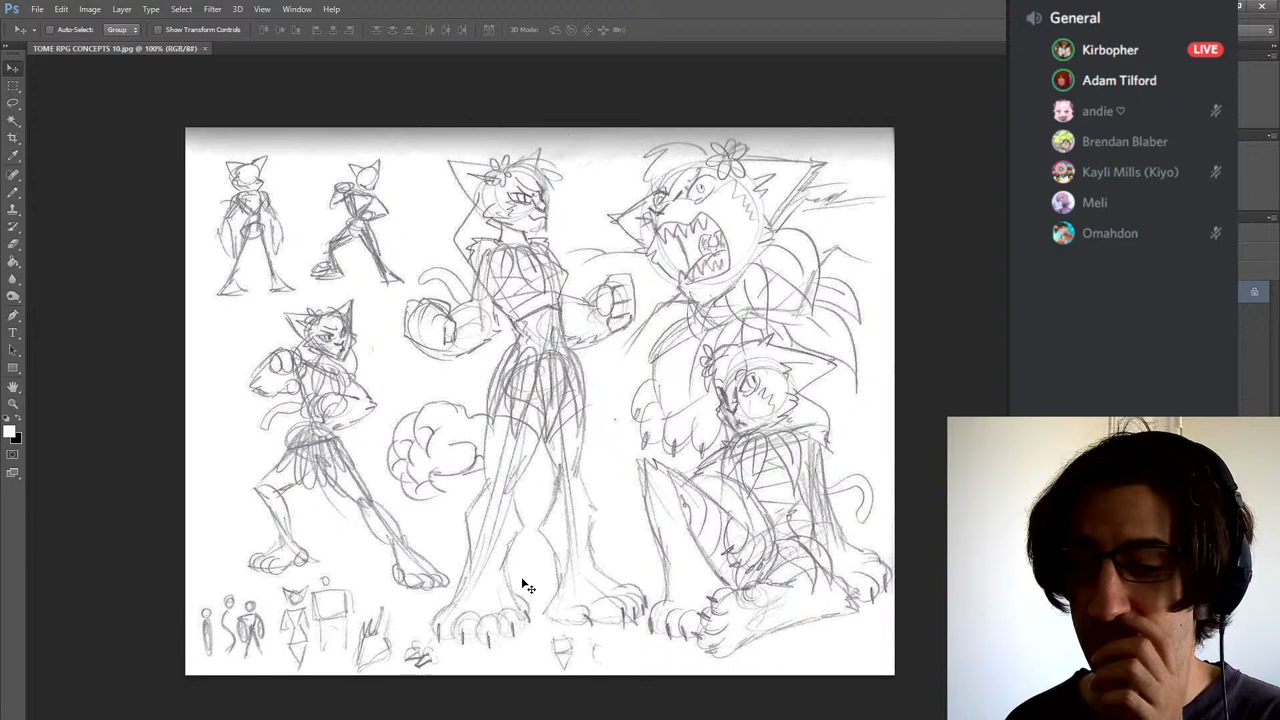 Ps File Edit Image Layer Type Select Filter 3D View Window Help
Auto-Select: Group Show Transform Controls 3D Mode:
TOME RPG CONCEPTS 10.jpg @ 100% (RGB/8#) ×
General
Kirbopher LIVE
Adam Tilford
andie ♡
Brendan Blaber
Kayli Mills (Kiyo)
Meli
Omahdon